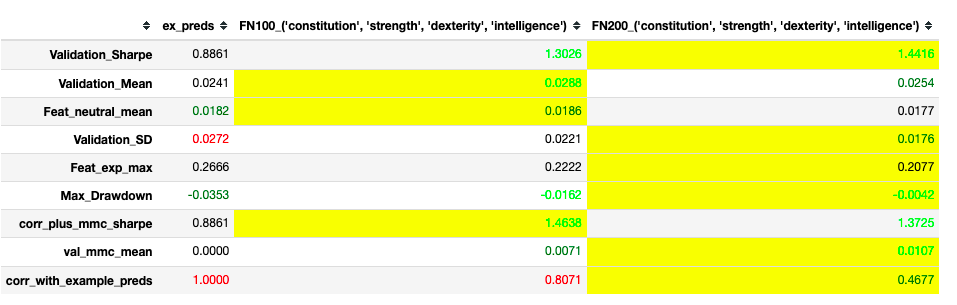 ex_preds FN100_('constitution', 'strength', 'dexterity', 'intelligence') FN200_('constitution', 'strength', 'dexterity', 'intelligence')
Validation_Sharpe 0.8861 1.3026 1.4416
Validation_Mean 0.0241 0.0288 0.0254
Feat_neutral_mean 0.0182 0.0186 0.0177
Validation_SD 0.0272 0.0221 0.0176
Feat_exp_max 0.2666 0.2222 0.2077
Max_Drawdown -0.0353 -0.0162 -0.0042
corr_plus_mmc_sharpe 0.8861 1.4638 1.3725
val_mmc_mean 0.0000 0.0071 0.0107
corr_with_example_preds 1.0000 0.8071 0.4677